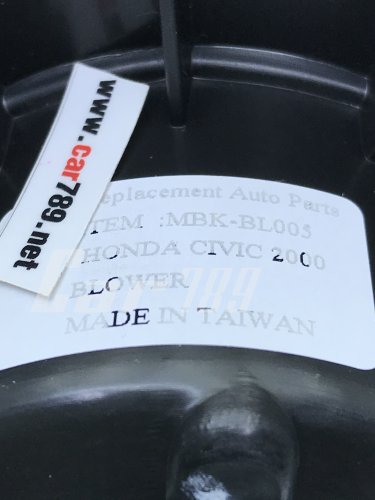 www.car789.net
Replacement Auto Parts
ITEM :MBK-BL005
HONDA CIVIC 2000
BLOWER
MADE IN TAIWAN